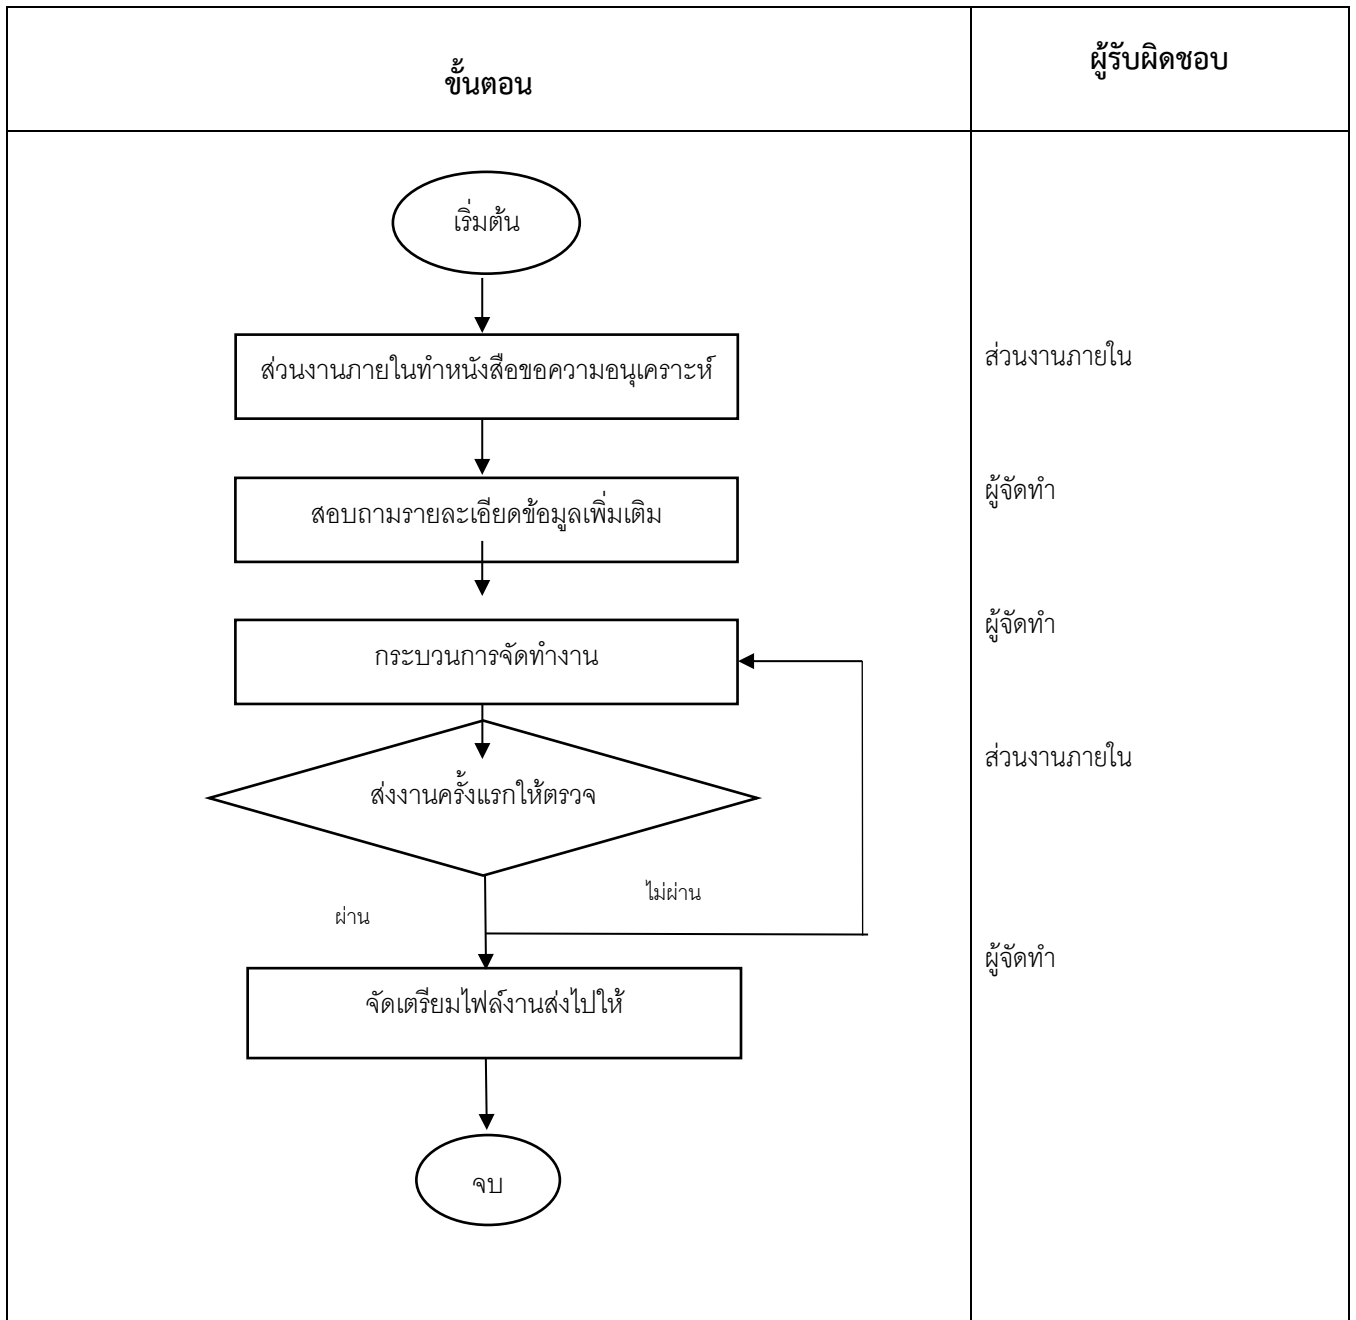 ขั้นตอน
ผู้รับผิดชอบ
เริ่มต้น
ส่วนงานภายในทำหนังสือขอความอนุเคราะห์
ส่วนงานภายใน
สอบถามรายละเอียดข้อมูลเพิ่มเติม
ผู้จัดทำ
กระบวนการจัดทำงาน
ผู้จัดทำ
ส่งงานครั้งแรกให้ตรวจ
ส่วนงานภายใน
ไม่ผ่าน
ผ่าน
จัดเตรียมไฟล์งานส่งไปให้
ผู้จัดทำ
จบ